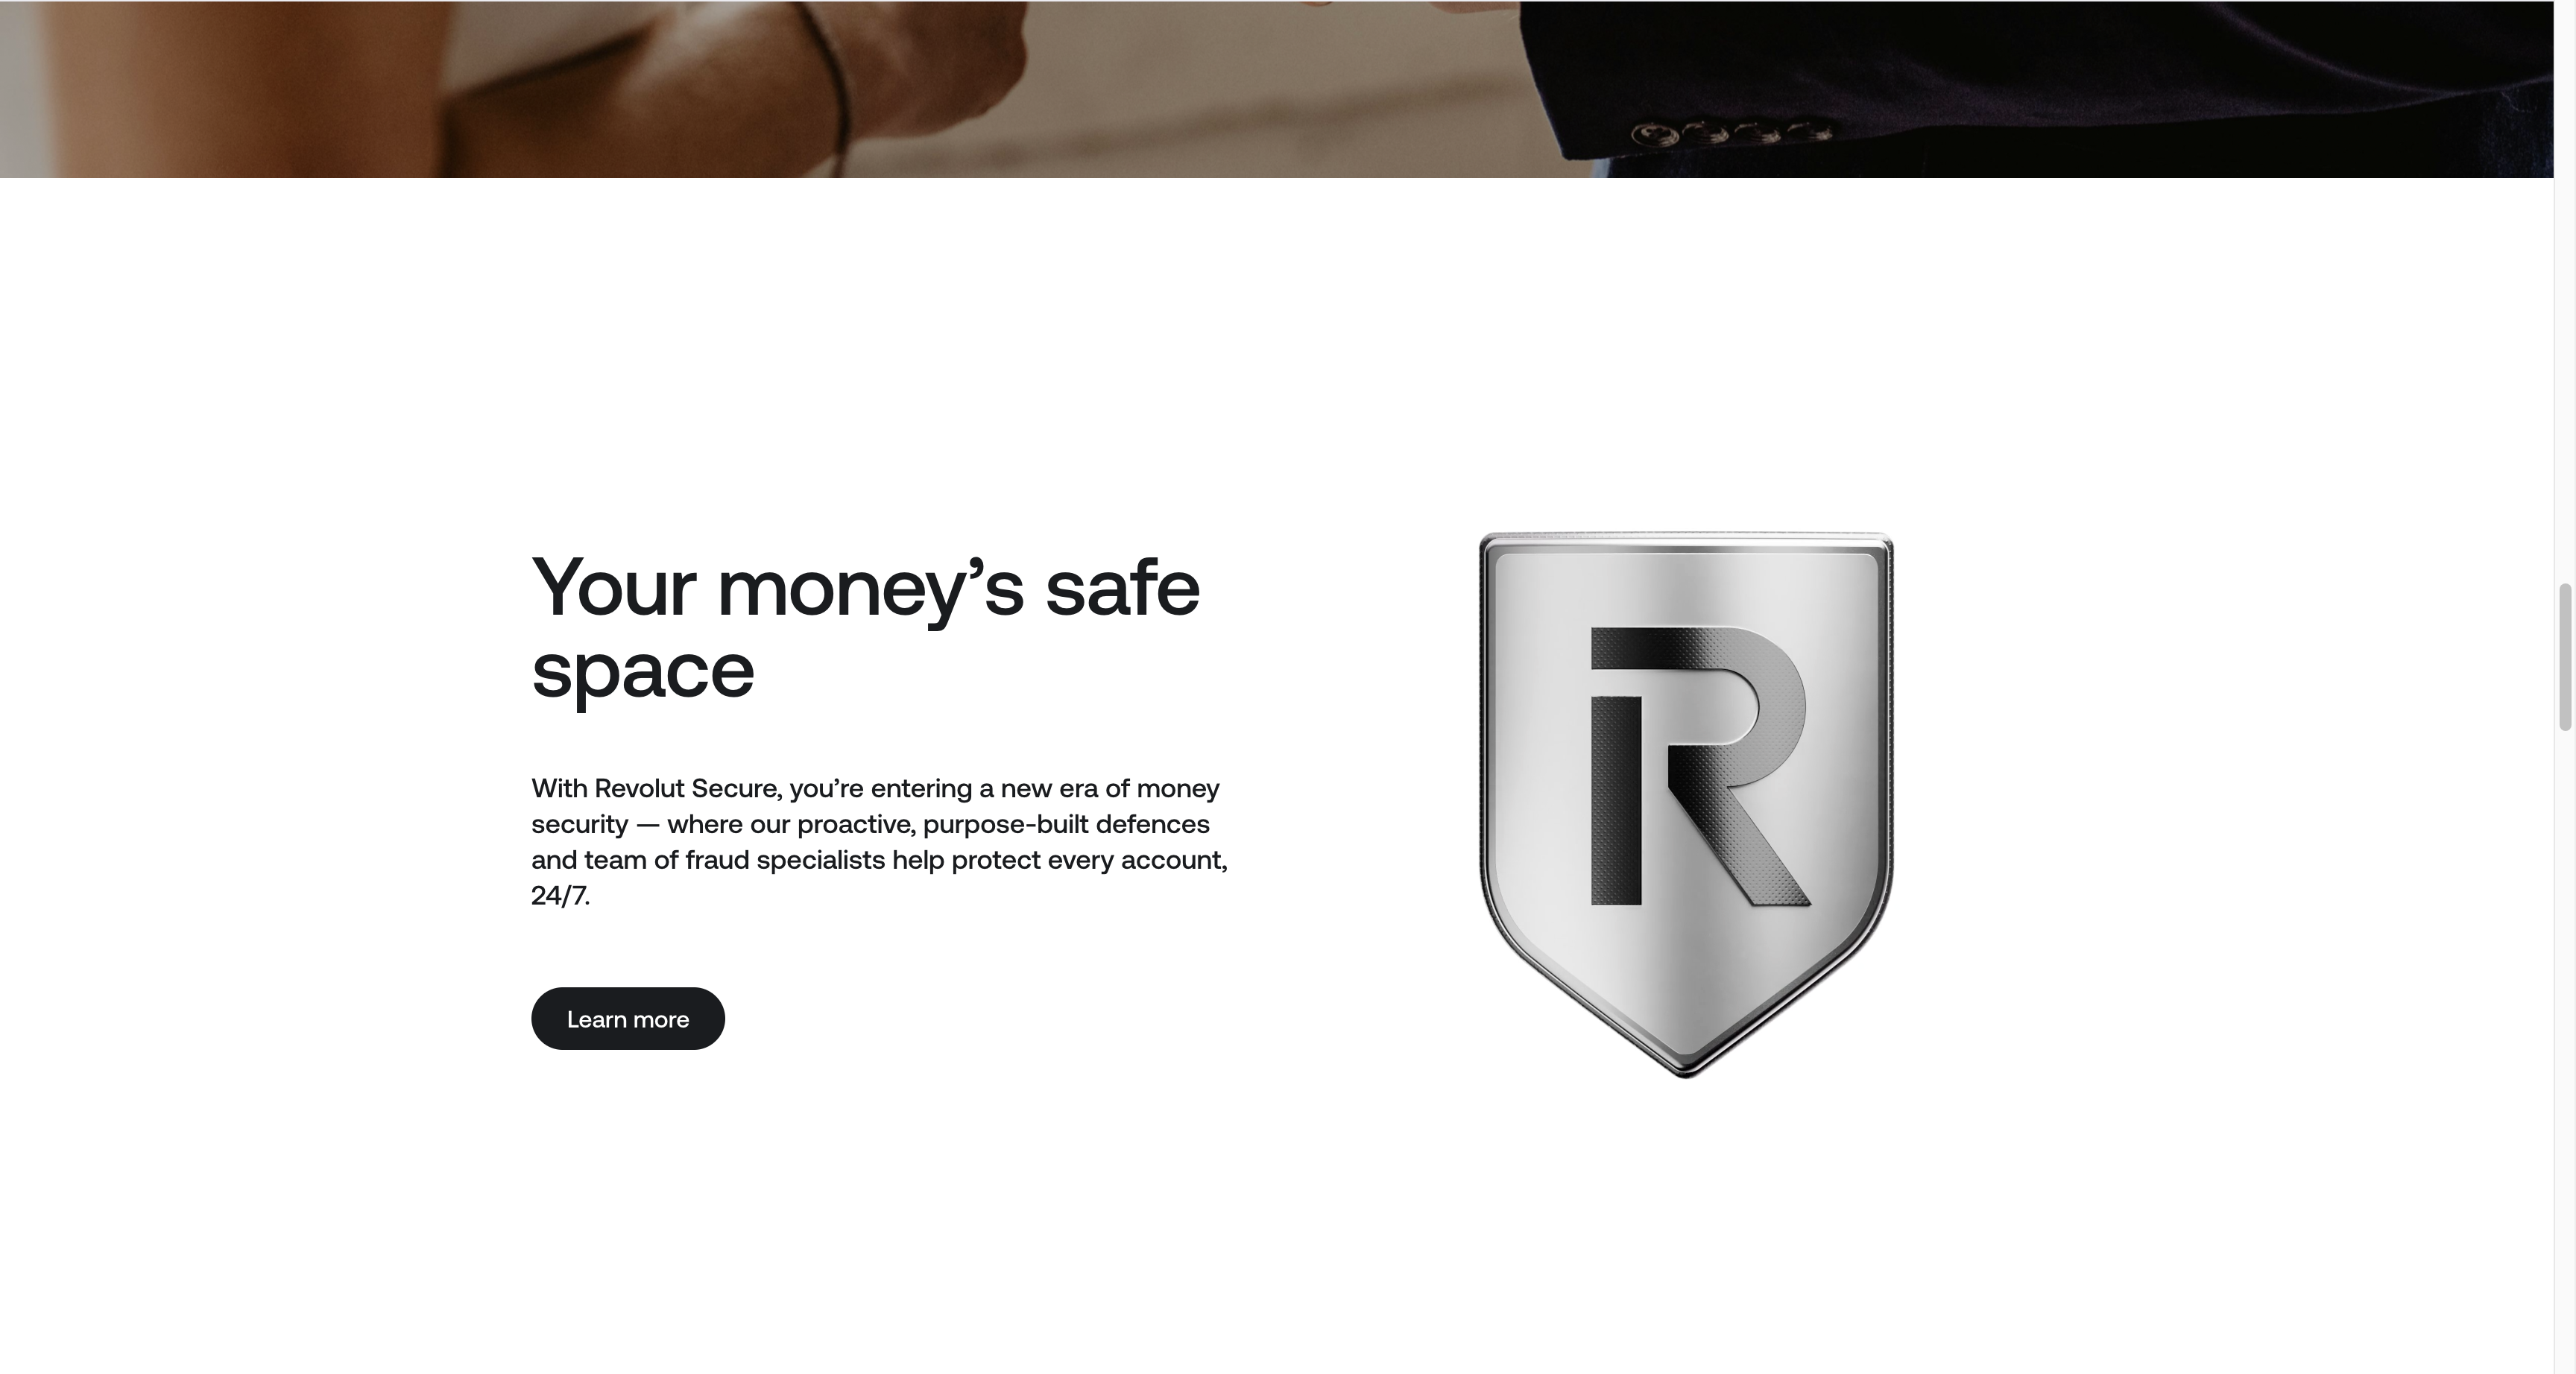 Your money’s safe
space
With Revolut Secure, you’re entering a new era of money
security — where our proactive, purpose-built defences
and team of fraud specialists help protect every account,
24/7.
Learn more
R